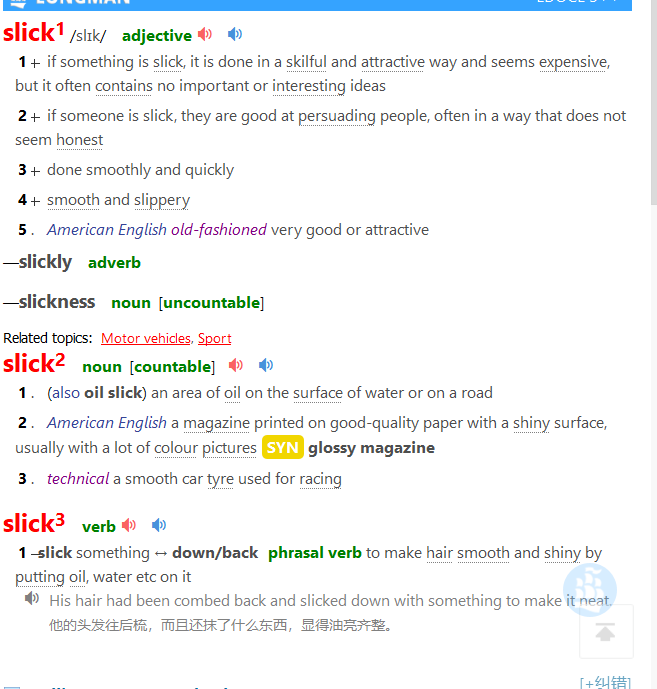 LONGMAN
slick1 /slɪk/ adjective
1 + if something is slick, it is done in a skilful and attractive way and seems expensive,
but it often contains no important or interesting ideas
2 + if someone is slick, they are good at persuading people, often in a way that does not
seem honest
3 + done smoothly and quickly
4 + smooth and slippery
5 . American English old-fashioned very good or attractive
—slickly adverb
—slickness noun [uncountable]
Related topics: Motor vehicles, Sport
slick2 noun [countable]
1 . (also oil slick) an area of oil on the surface of water or on a road
2 . American English a magazine printed on good-quality paper with a shiny surface,
usually with a lot of colour pictures SYN glossy magazine
3 . technical a smooth car tyre used for racing
slick3 verb
1 –slick something ↔ down/back phrasal verb to make hair smooth and shiny by
putting oil, water etc on it
His hair had been combed back and slicked down with something to make it neat.
他的头发往后梳，而且还抹了什么东西，显得油亮齐整。
[+纠错]